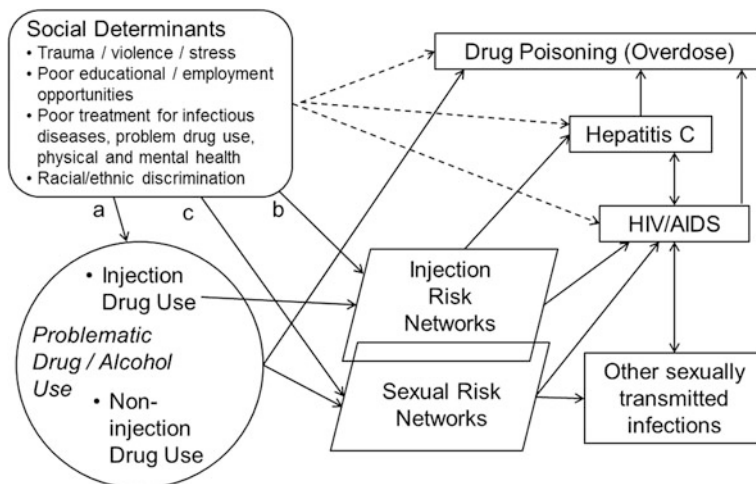 Social Determinants
• Trauma / violence / stress
• Poor educational / employment
opportunities
• Poor treatment for infectious
diseases, problem drug use,
physical and mental health
• Racial/ethnic discrimination
a
c
b
Drug Poisoning (Overdose)
Hepatitis C
HIV/AIDS
• Injection
Drug Use
Problematic
Drug / Alcohol
Use
• Non-
injection
Drug Use
Injection
Risk
Networks
Sexual Risk
Networks
Other sexually
transmitted
infections